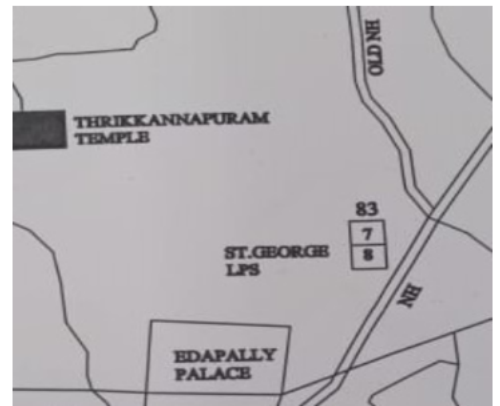 OLD NH
THRIKKANNAPURAM
TEMPLE
83
7
ST.GEORGE
LPS
8
NH
EDAPALLY
PALACE